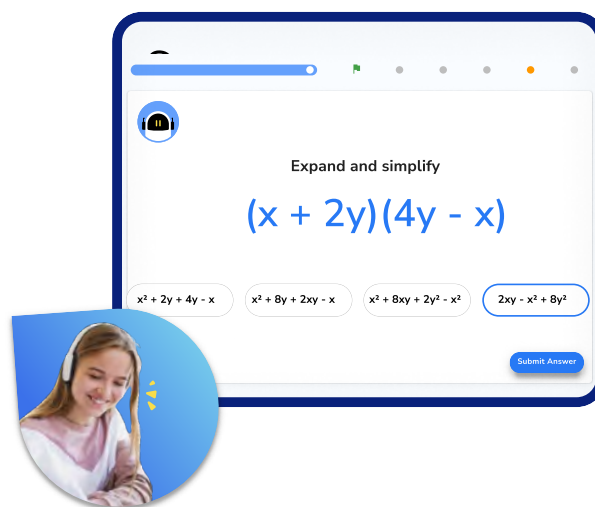 Expand and simplify
(x + 2y)(4y - x)
x² + 2y + 4y - x
x² + 8y + 2xy - x
x² + 8xy + 2y² - x²
2xy - x² + 8y²
Submit Answer